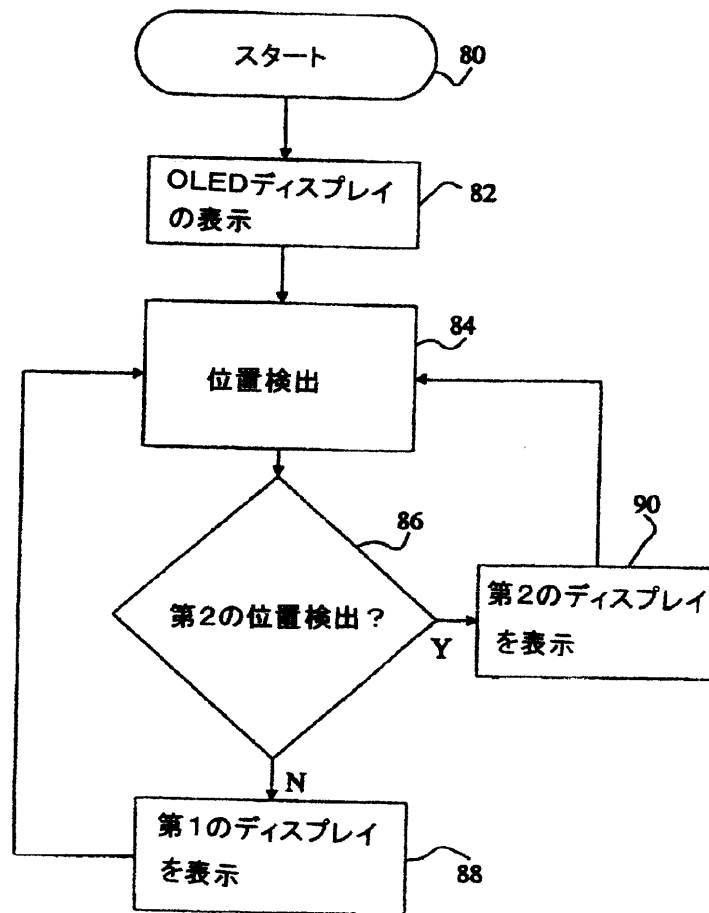 スタート
80
OLEDディスプレイ
の表示
82
84
位置検出
86
90
第2の位置検出？
Y
第2のディスプレイ
を表示
N
第1のディスプレイ
を表示
88